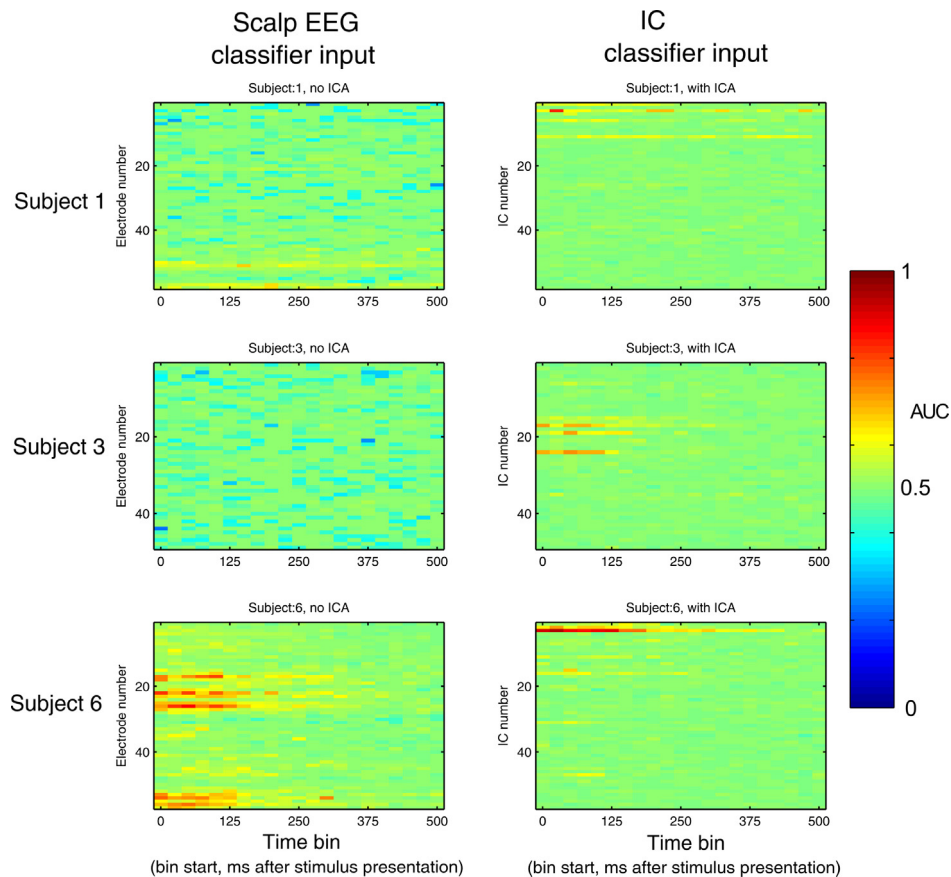 Scalp EEG
classifier input
IC
classifier input
Subject:1, no ICA
Subject:1, with ICA
Subject 1
Electrode number
20
40
0 125 250 375 500
IC number
20
40
0 125 250 375 500
Subject:3, no ICA
Subject:3, with ICA
Subject 3
Electrode number
20
40
0 125 250 375 500
IC number
20
40
0 125 250 375 500
1
AUC
0.5
0
Subject:6, no ICA
Subject:6, with ICA
Subject 6
Electrode number
20
40
0 125 250 375 500
Time bin
(bin start, ms after stimulus presentation)
IC number
20
40
0 125 250 375 500
Time bin
(bin start, ms after stimulus presentation)